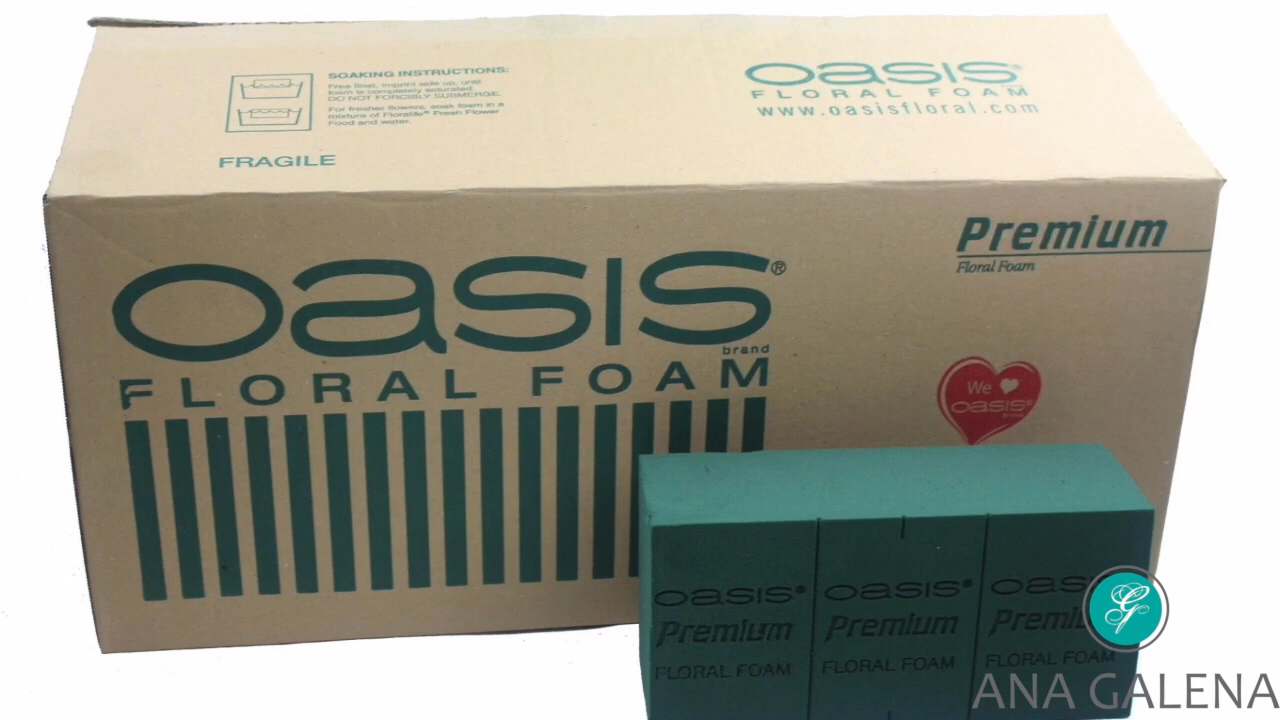 SOAKING INSTRUCTIONS:
Free float, imprint side up, until
foam is completely saturated.
DO NOT FORCIBLY SUBMERGE.
For fresher flowers, soak foam in a
mixture of Floralife® Fresh Flower
Food and water.
FRAGILE
oasis®
FLORAL FOAM
www.oasisfloral.com
Premium
Floral Foam
oasis®
brand
FLORAL FOAM
We
oasis®
brand
oasis® oasis® oas
Premium Premium Premiu
FLORAL FOAM FLORAL FOAM FLORAL FOAM
G
ANA GALENA